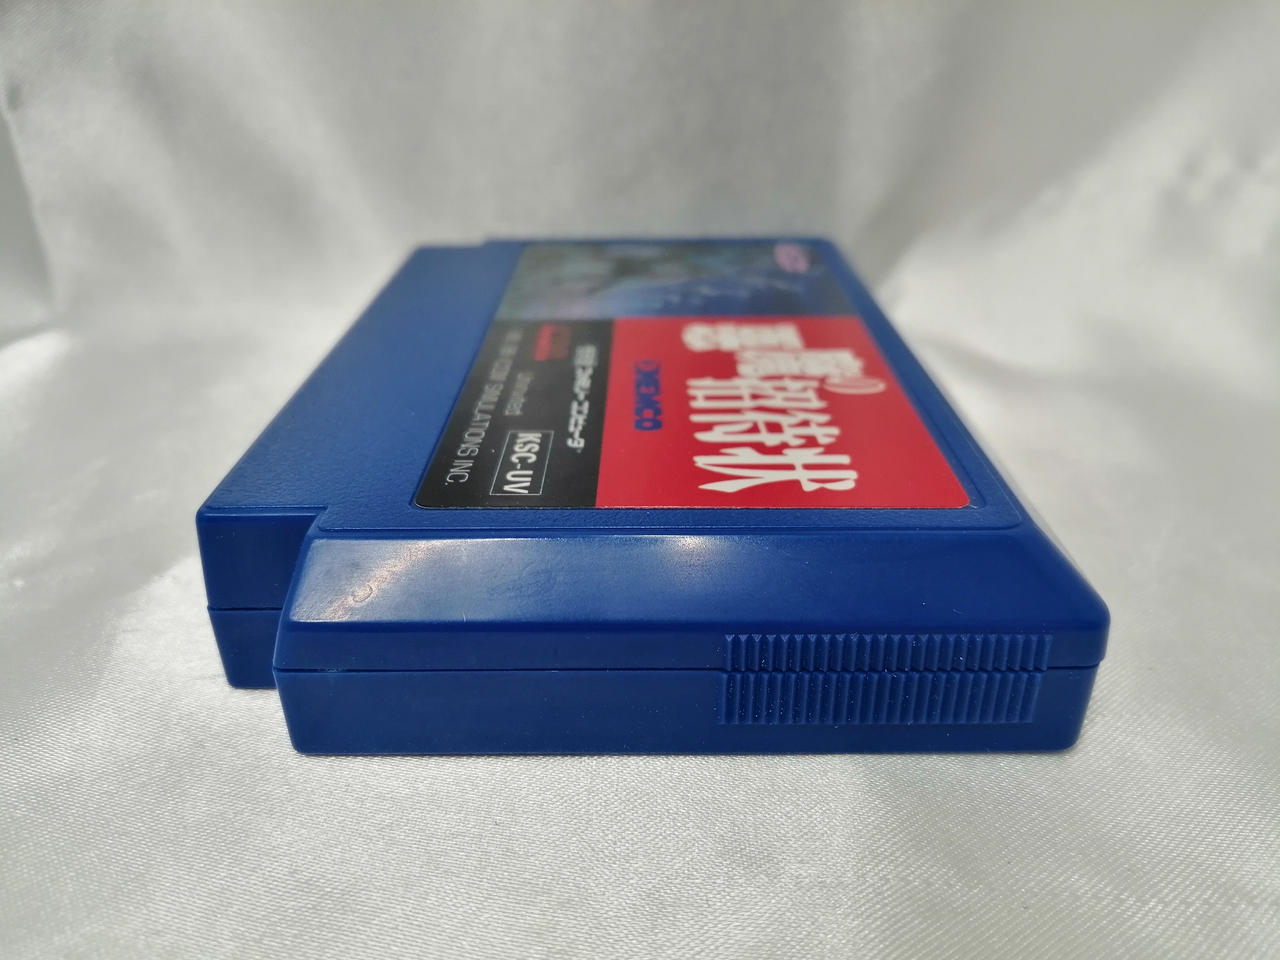 悪魔の招待状
KEMCO
ファミリーコンピュータ
Unlimited
KSC-UV
SIMULATIONS INC.